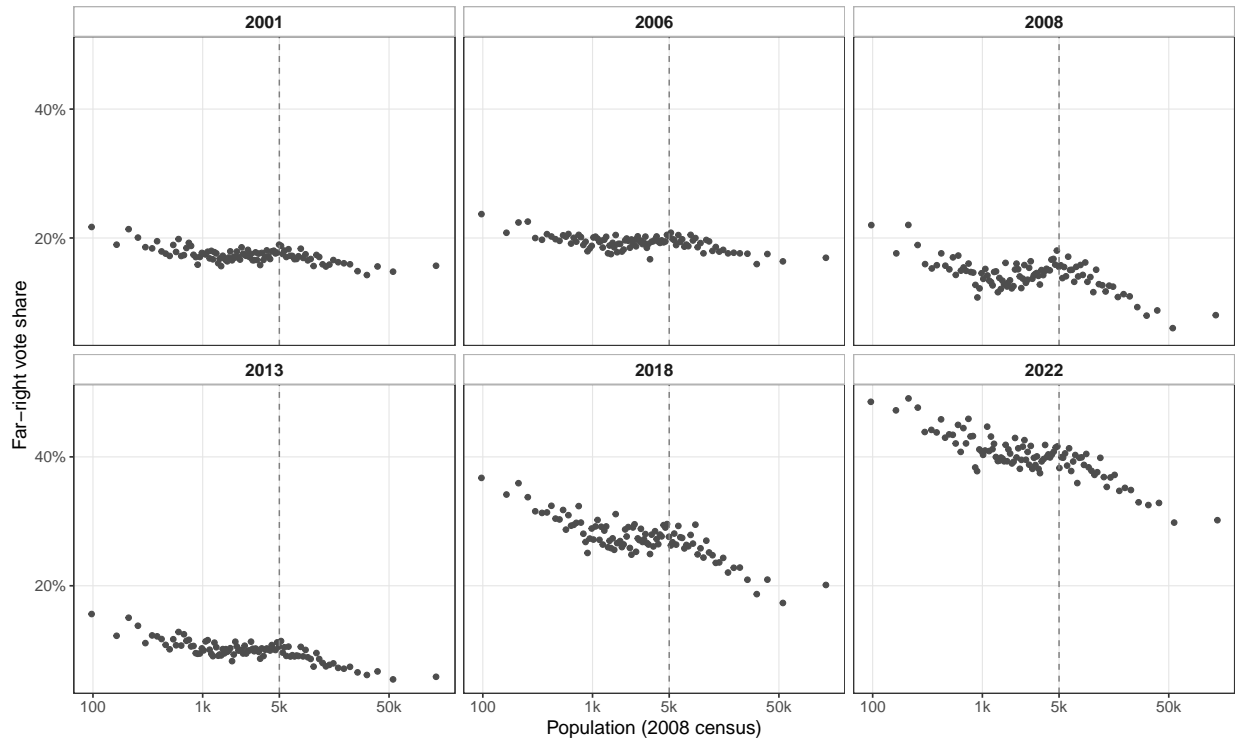 2001 2006 2008
40%
20%
2013 2018 2022
40%
20%
100 1k 5k 50k 100 1k 5k 50k 100 1k 5k 50k
Population (2008 census)
Far−right vote share